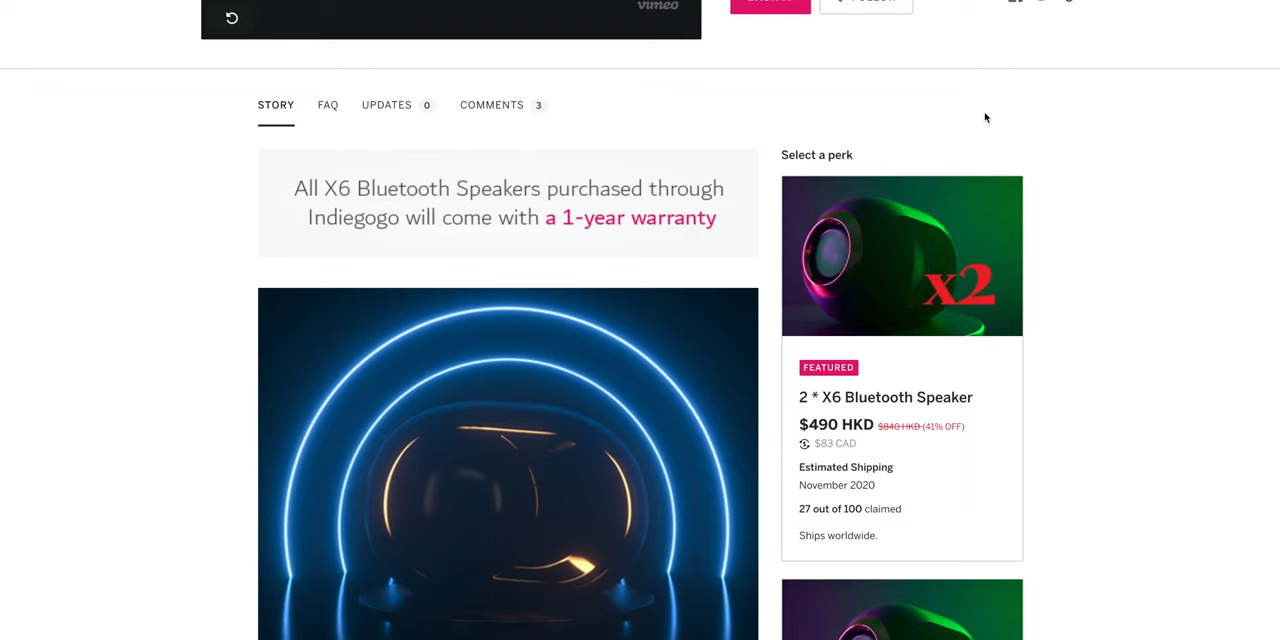 vimeo
STORY FAQ UPDATES 0 COMMENTS 3
All X6 Bluetooth Speakers purchased through
Indiegogo will come with a 1-year warranty
Select a perk
x2
FEATURED
2 * X6 Bluetooth Speaker
$490 HKD $840 HKD (41% OFF)
$83 CAD
Estimated Shipping
November 2020
27 out of 100 claimed
Ships worldwide.